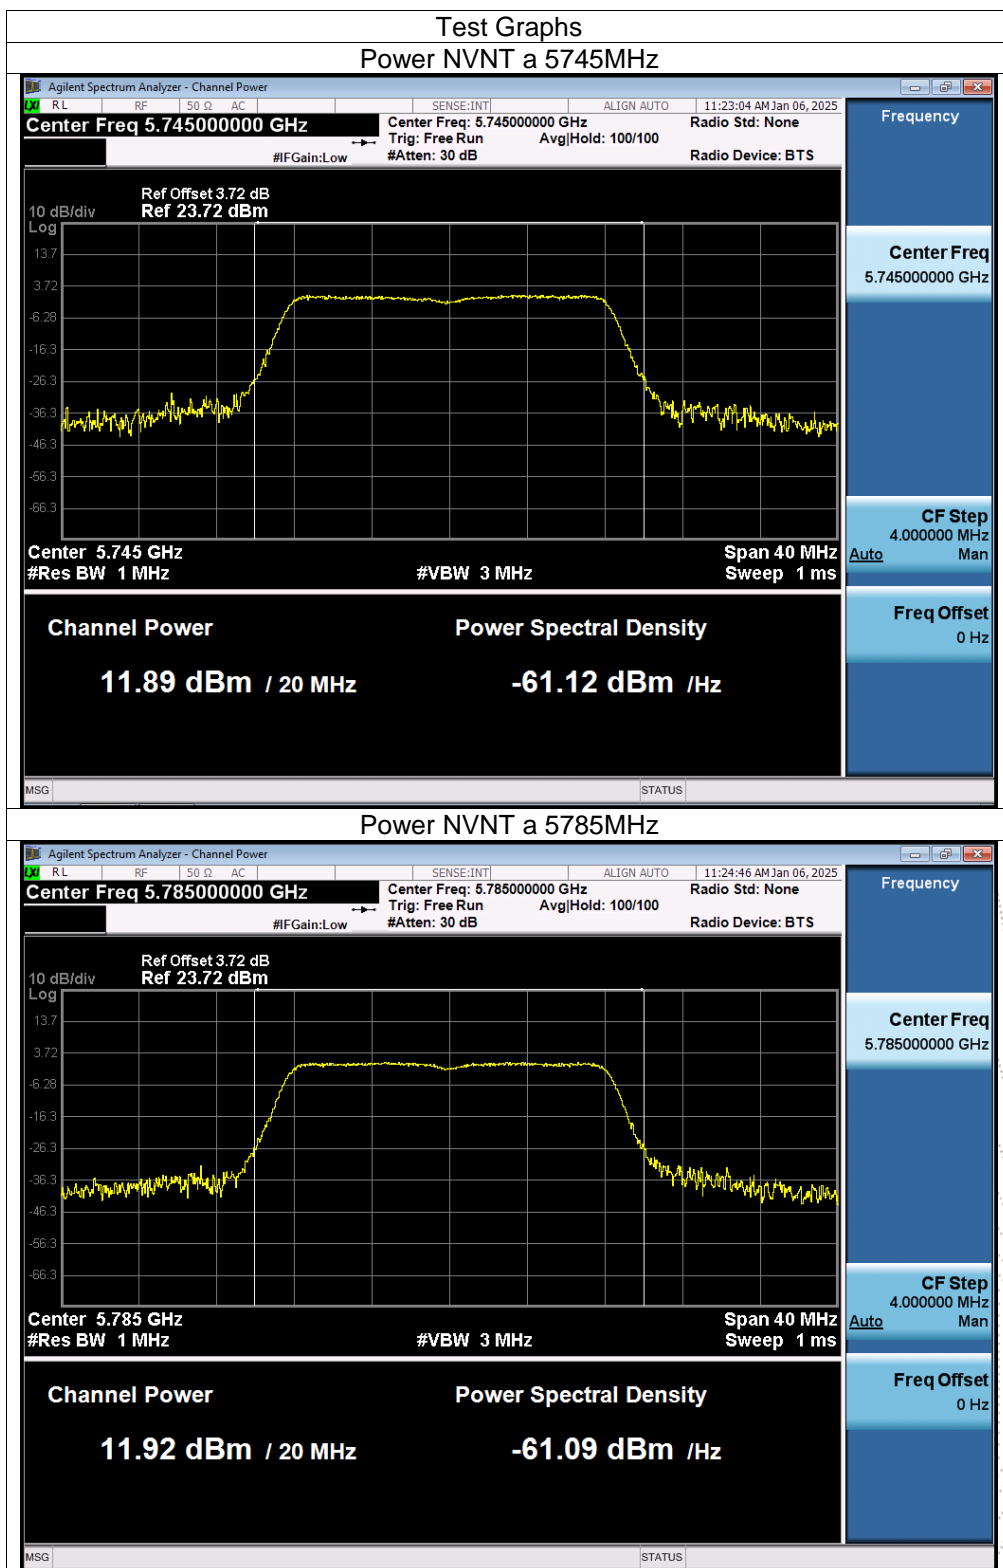 Test Graphs
Power NVNT a 5745MHz
Agilent Spectrum Analyzer - Channel Power
LXI RL RF 50 Ω AC SENSE:INT ALIGN AUTO 11:23:04 AM Jan 06, 2025
Center Freq 5.745000000 GHz
Center Freq: 5.745000000 GHz
Radio Std: None
Trig: Free Run Avg|Hold: 100/100
#IFGain:Low #Atten: 30 dB Radio Device: BTS
Frequency
Ref Offset 3.72 dB
10 dB/div Ref 23.72 dBm
Log
13.7
3.72
-6.28
-16.3
-26.3
-36.3
-46.3
-56.3
-66.3
Center 5.745 GHz Span 40 MHz
#Res BW 1 MHz #VBW 3 MHz Sweep 1 ms
Center Freq
5.745000000 GHz
CF Step
4.000000 MHz
Auto Man
Freq Offset
0 Hz
Channel Power Power Spectral Density
11.89 dBm / 20 MHz -61.12 dBm /Hz
MSG STATUS
Power NVNT a 5785MHz
Agilent Spectrum Analyzer - Channel Power
LXI RL RF 50 Ω AC SENSE:INT ALIGN AUTO 11:24:46 AM Jan 06, 2025
Center Freq 5.785000000 GHz
Center Freq: 5.785000000 GHz
Radio Std: None
Trig: Free Run Avg|Hold: 100/100
#IFGain:Low #Atten: 30 dB Radio Device: BTS
Frequency
Ref Offset 3.72 dB
10 dB/div Ref 23.72 dBm
Log
13.7
3.72
-6.28
-16.3
-26.3
-36.3
-46.3
-56.3
-66.3
Center 5.785 GHz Span 40 MHz
#Res BW 1 MHz #VBW 3 MHz Sweep 1 ms
Center Freq
5.785000000 GHz
CF Step
4.000000 MHz
Auto Man
Freq Offset
0 Hz
Channel Power Power Spectral Density
11.92 dBm / 20 MHz -61.09 dBm /Hz
MSG STATUS